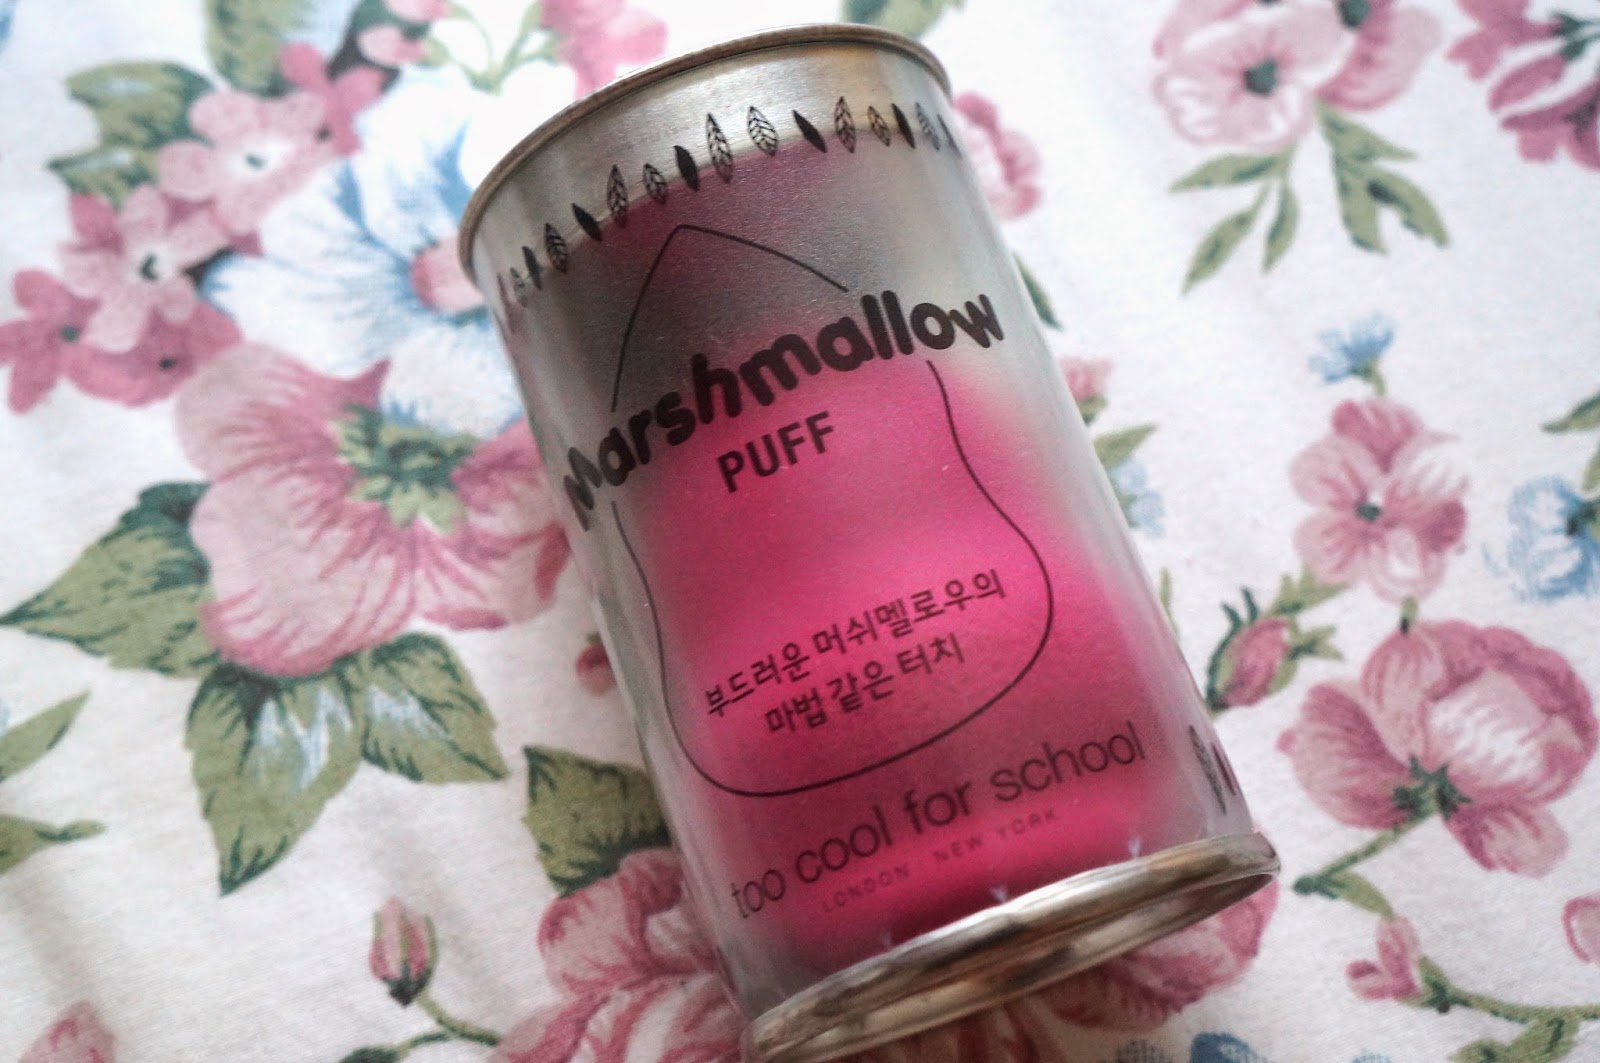 Marshmallow
PUFF
부드러운 머쉬멜로우의
마법 같은 터치
too cool for school
LONDON NEW YORK